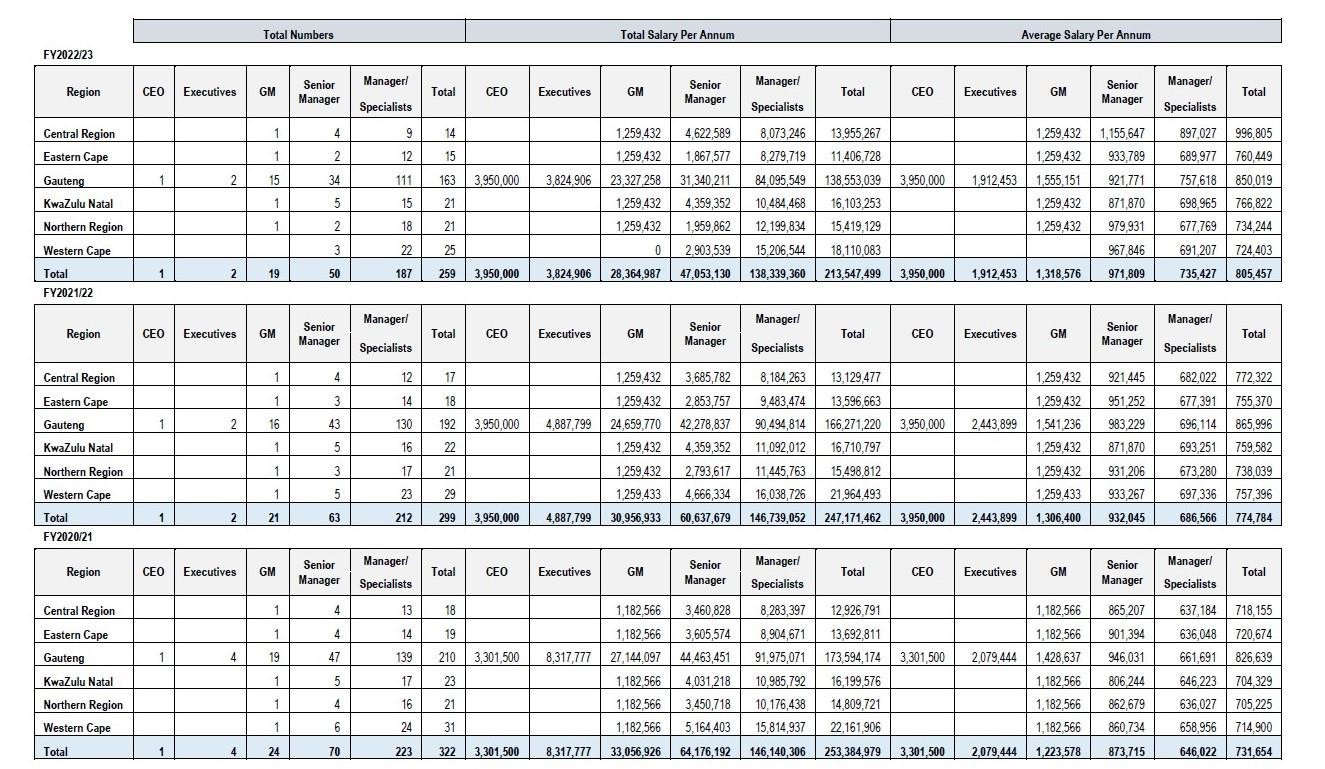 Total Numbers Total Salary Per Annum Average Salary Per Annum
FY2022/23
Region CEO Executives GM Senior Manager Manager/ Specialists Total CEO Executives GM Senior Manager Manager/ Specialists Total CEO Executives GM Senior Manager Manager/ Specialists Total
Central Region 1 4 9 14 1,259,432 4,622,589 8,073,246 13,955,267 1,259,432 1,155,647 897,027 996,805
Eastern Cape 1 2 12 15 1,259,432 1,867,577 8,279,719 11,406,728 1,259,432 933,789 689,977 760,449
Gauteng 1 2 15 34 111 163 3,950,000 3,824,906 23,327,258 31,340,211 84,095,549 138,553,039 3,950,000 1,912,453 1,555,151 921,771 757,618 850,019
KwaZulu Natal 1 5 15 21 1,259,432 4,359,352 10,484,468 16,103,253 1,259,432 871,870 698,965 766,822
Northern Region 1 2 18 21 1,259,432 1,959,862 12,199,834 15,419,129 1,259,432 979,931 677,769 734,244
Western Cape 3 22 25 0 2,903,539 15,206,544 18,110,083 967,846 691,207 724,403
Total 1 2 19 50 187 259 3,950,000 3,824,906 28,364,987 47,053,130 138,339,360 213,547,499 3,950,000 1,912,453 1,318,576 971,809 735,427 805,457
FY2021/22
Region CEO Executives GM Senior Manager Manager/ Specialists Total CEO Executives GM Senior Manager Manager/ Specialists Total CEO Executives GM Senior Manager Manager/ Specialists Total
Central Region 1 4 12 17 1,259,432 3,685,782 8,184,263 13,129,477 1,259,432 921,445 682,022 772,322
Eastern Cape 1 3 14 18 1,259,432 2,853,757 9,483,474 13,596,663 1,259,432 951,252 677,391 755,370
Gauteng 1 2 16 43 130 192 3,950,000 4,887,799 24,659,770 42,278,837 90,494,814 166,271,220 3,950,000 2,443,899 1,541,236 983,229 696,114 865,996
KwaZulu Natal 1 5 16 22 1,259,432 4,359,352 11,092,012 16,710,797 1,259,432 871,870 693,251 759,582
Northern Region 1 3 17 21 1,259,432 2,793,617 11,445,763 15,498,812 1,259,432 931,206 673,280 738,039
Western Cape 1 5 23 29 1,259,433 4,666,334 16,038,726 21,964,493 1,259,433 933,267 697,336 757,396
Total 1 2 21 63 212 299 3,950,000 4,887,799 30,956,933 60,637,679 146,739,052 247,171,462 3,950,000 2,443,899 1,306,400 932,045 686,566 774,784
FY2020/21
Region CEO Executives GM Senior Manager Manager/ Specialists Total CEO Executives GM Senior Manager Manager/ Specialists Total CEO Executives GM Senior Manager Manager/ Specialists Total
Central Region 1 4 13 18 1,182,566 3,460,828 8,283,397 12,926,791 1,182,566 865,207 637,184 718,155
Eastern Cape 1 4 14 19 1,182,566 3,605,574 8,904,671 13,692,811 1,182,566 901,394 636,048 720,674
Gauteng 1 4 19 47 139 210 3,301,500 8,317,777 27,144,097 44,463,451 91,975,071 173,594,174 3,301,500 2,079,444 1,428,637 946,031 661,691 826,639
KwaZulu Natal 1 5 17 23 1,182,566 4,031,218 10,985,792 16,199,576 1,182,566 806,244 646,223 704,329
Northern Region 1 4 16 21 1,182,566 3,450,718 10,176,438 14,809,721 1,182,566 862,679 636,027 705,225
Western Cape 1 6 24 31 1,182,566 5,164,403 15,814,937 22,161,906 1,182,566 860,734 658,956 714,900
Total 1 4 24 70 223 322 3,301,500 8,317,777 33,056,926 64,176,192 146,140,306 253,384,979 3,301,500 2,079,444 1,223,578 873,715 646,022 731,654